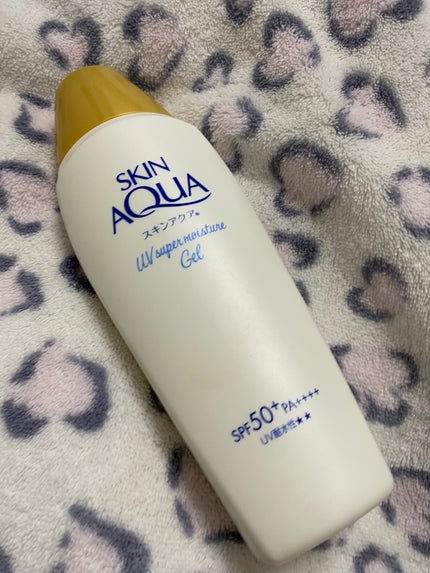 SKIN
AQUA
スキンアクア®
UV super moisture
Gel
SPF50+ PA++++
UV耐水性★★